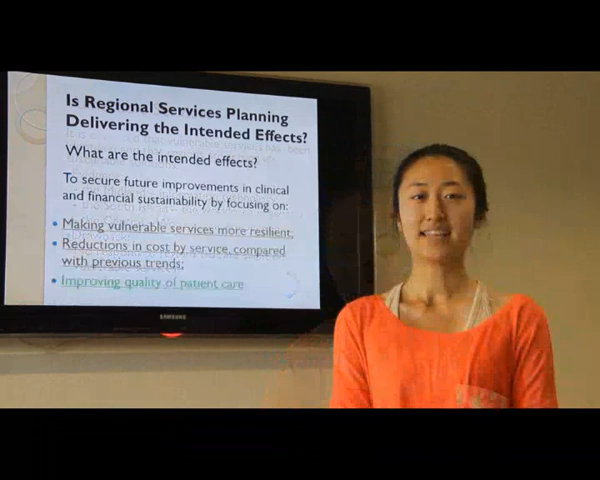 Is Regional Services Planning
Delivering the Intended Effects?
What are the intended effects?
To secure future improvements in clinical
and financial sustainability by focusing on:
• Making vulnerable services more resilient;
• Reductions in cost by service, compared
with previous trends;
• Improving quality of patient care
SAMSUNG